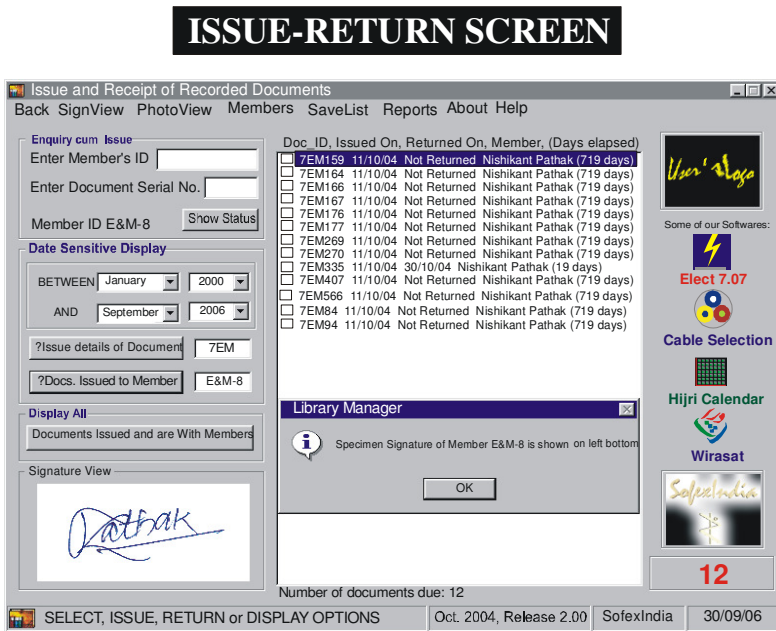 ISSUE-RETURN SCREEN
Issue and Receipt of Recorded Documents
Back SignView PhotoView Members SaveList Reports About Help
Enquiry cum Issue
Enter Member's ID
Enter Document Serial No.
Member ID E&M-8 Show Status
Date Sensitive Display
BETWEEN January 2000
AND September 2006
?Issue details of Document 7EM
?Docs. Issued to Member E&M-8
Display All
Documents Issued and are With Members
Signature View
Pathak
Doc_ID, Issued On, Returned On, Member, (Days elapsed)
7EM159 11/10/04 Not Returned Nishikant Pathak (719 days)
7EM164 11/10/04 Not Returned Nishikant Pathak (719 days)
7EM166 11/10/04 Not Returned Nishikant Pathak (719 days)
7EM167 11/10/04 Not Returned Nishikant Pathak (719 days)
7EM176 11/10/04 Not Returned Nishikant Pathak (719 days)
7EM177 11/10/04 Not Returned Nishikant Pathak (719 days)
7EM269 11/10/04 Not Returned Nishikant Pathak (719 days)
7EM270 11/10/04 Not Returned Nishikant Pathak (719 days)
7EM335 11/10/04 30/10/04 Nishikant Pathak (19 days)
7EM407 11/10/04 Not Returned Nishikant Pathak (719 days)
7EM566 11/10/04 Not Returned Nishikant Pathak (719 days)
7EM84 11/10/04 Not Returned Nishikant Pathak (719 days)
7EM94 11/10/04 Not Returned Nishikant Pathak (719 days)
Library Manager
Specimen Signature of Member E&M-8 is shown on left bottom
OK
Number of documents due: 12
User's Logo
Some of our Softwares:
Elect 7.07
Cable Selection
Hijri Calendar
Wirasat
SofexIndia
12
SELECT, ISSUE, RETURN or DISPLAY OPTIONS Oct. 2004, Release 2.00 SofexIndia 30/09/06